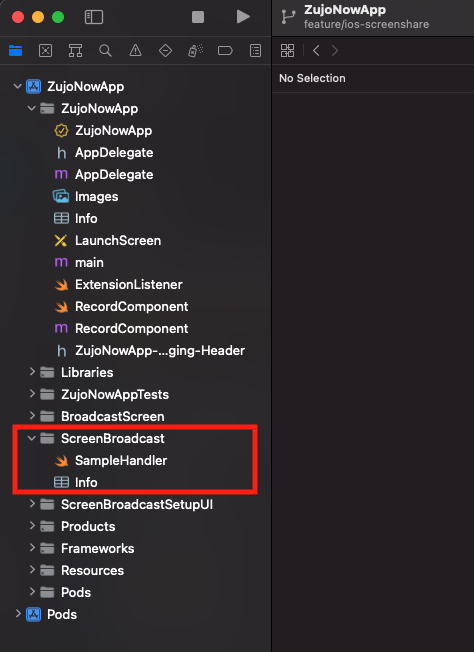 ZujoNowApp
feature/ios-screenshare
No Selection
ZujoNowApp
ZujoNowApp
ZujoNowApp
h AppDelegate
m AppDelegate
Images
Info
LaunchScreen
m main
ExtensionListener
RecordComponent
m RecordComponent
h ZujoNowApp-...ging-Header
Libraries
ZujoNowAppTests
BroadcastScreen
ScreenBroadcast
SampleHandler
Info
ScreenBroadcastSetupUI
Products
Frameworks
Resources
Pods
Pods